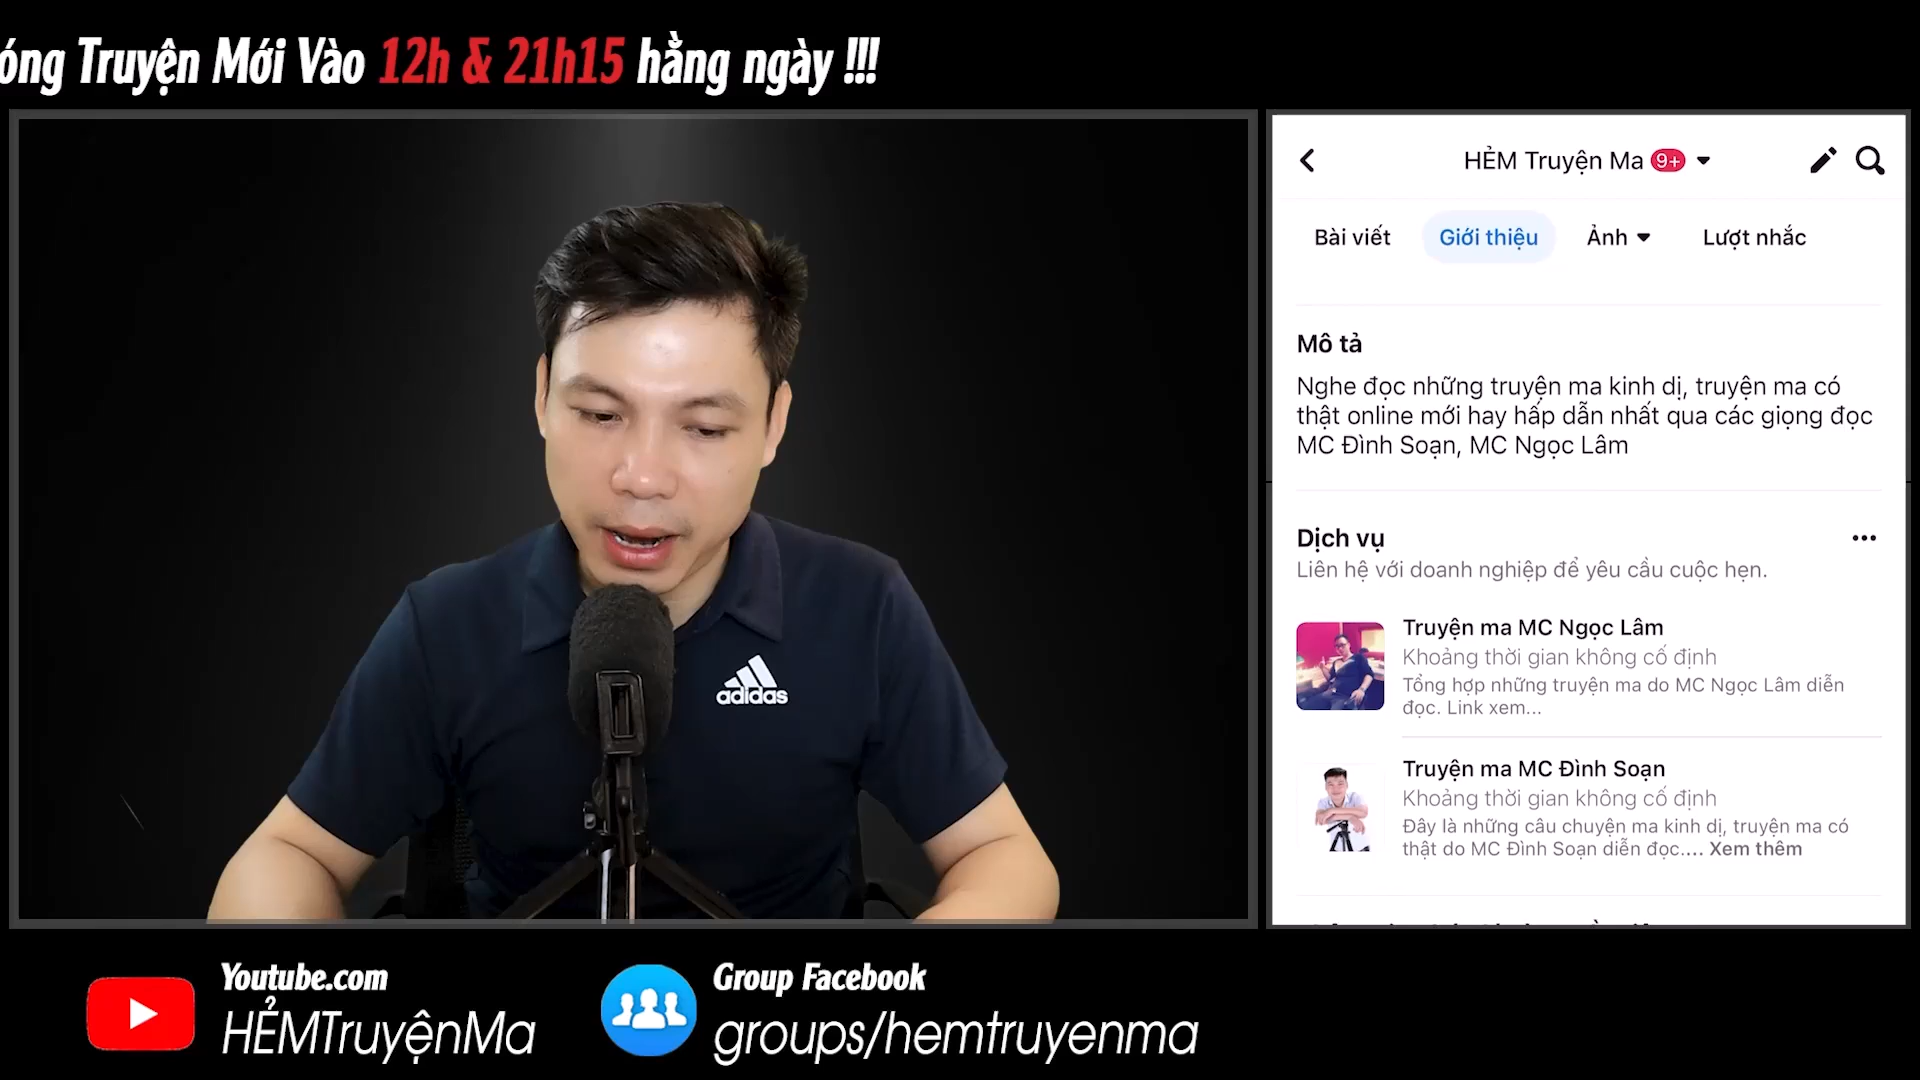 óng Truyện Mới Vào 12h & 21h15 hằng ngày !!!
adidas
HẺM Truyện Ma 9+
Bài viết Giới thiệu Ảnh Lượt nhắc
Mô tả
Nghe đọc những truyện ma kinh dị, truyện ma có
thật online mới hay hấp dẫn nhất qua các giọng đọc
MC Đình Soạn, MC Ngọc Lâm
Dịch vụ
Liên hệ với doanh nghiệp để yêu cầu cuộc hẹn.
Truyện ma MC Ngọc Lâm
Khoảng thời gian không cố định
Tổng hợp những truyện ma do MC Ngọc Lâm diễn
đọc. Link xem...
Truyện ma MC Đình Soạn
Khoảng thời gian không cố định
Đây là những câu chuyện ma kinh dị, truyện ma có
thật do MC Đình Soạn diễn đọc.... Xem thêm
Youtube.com
HẺMTruyệnMa
Group Facebook
groups/hemtruyenma